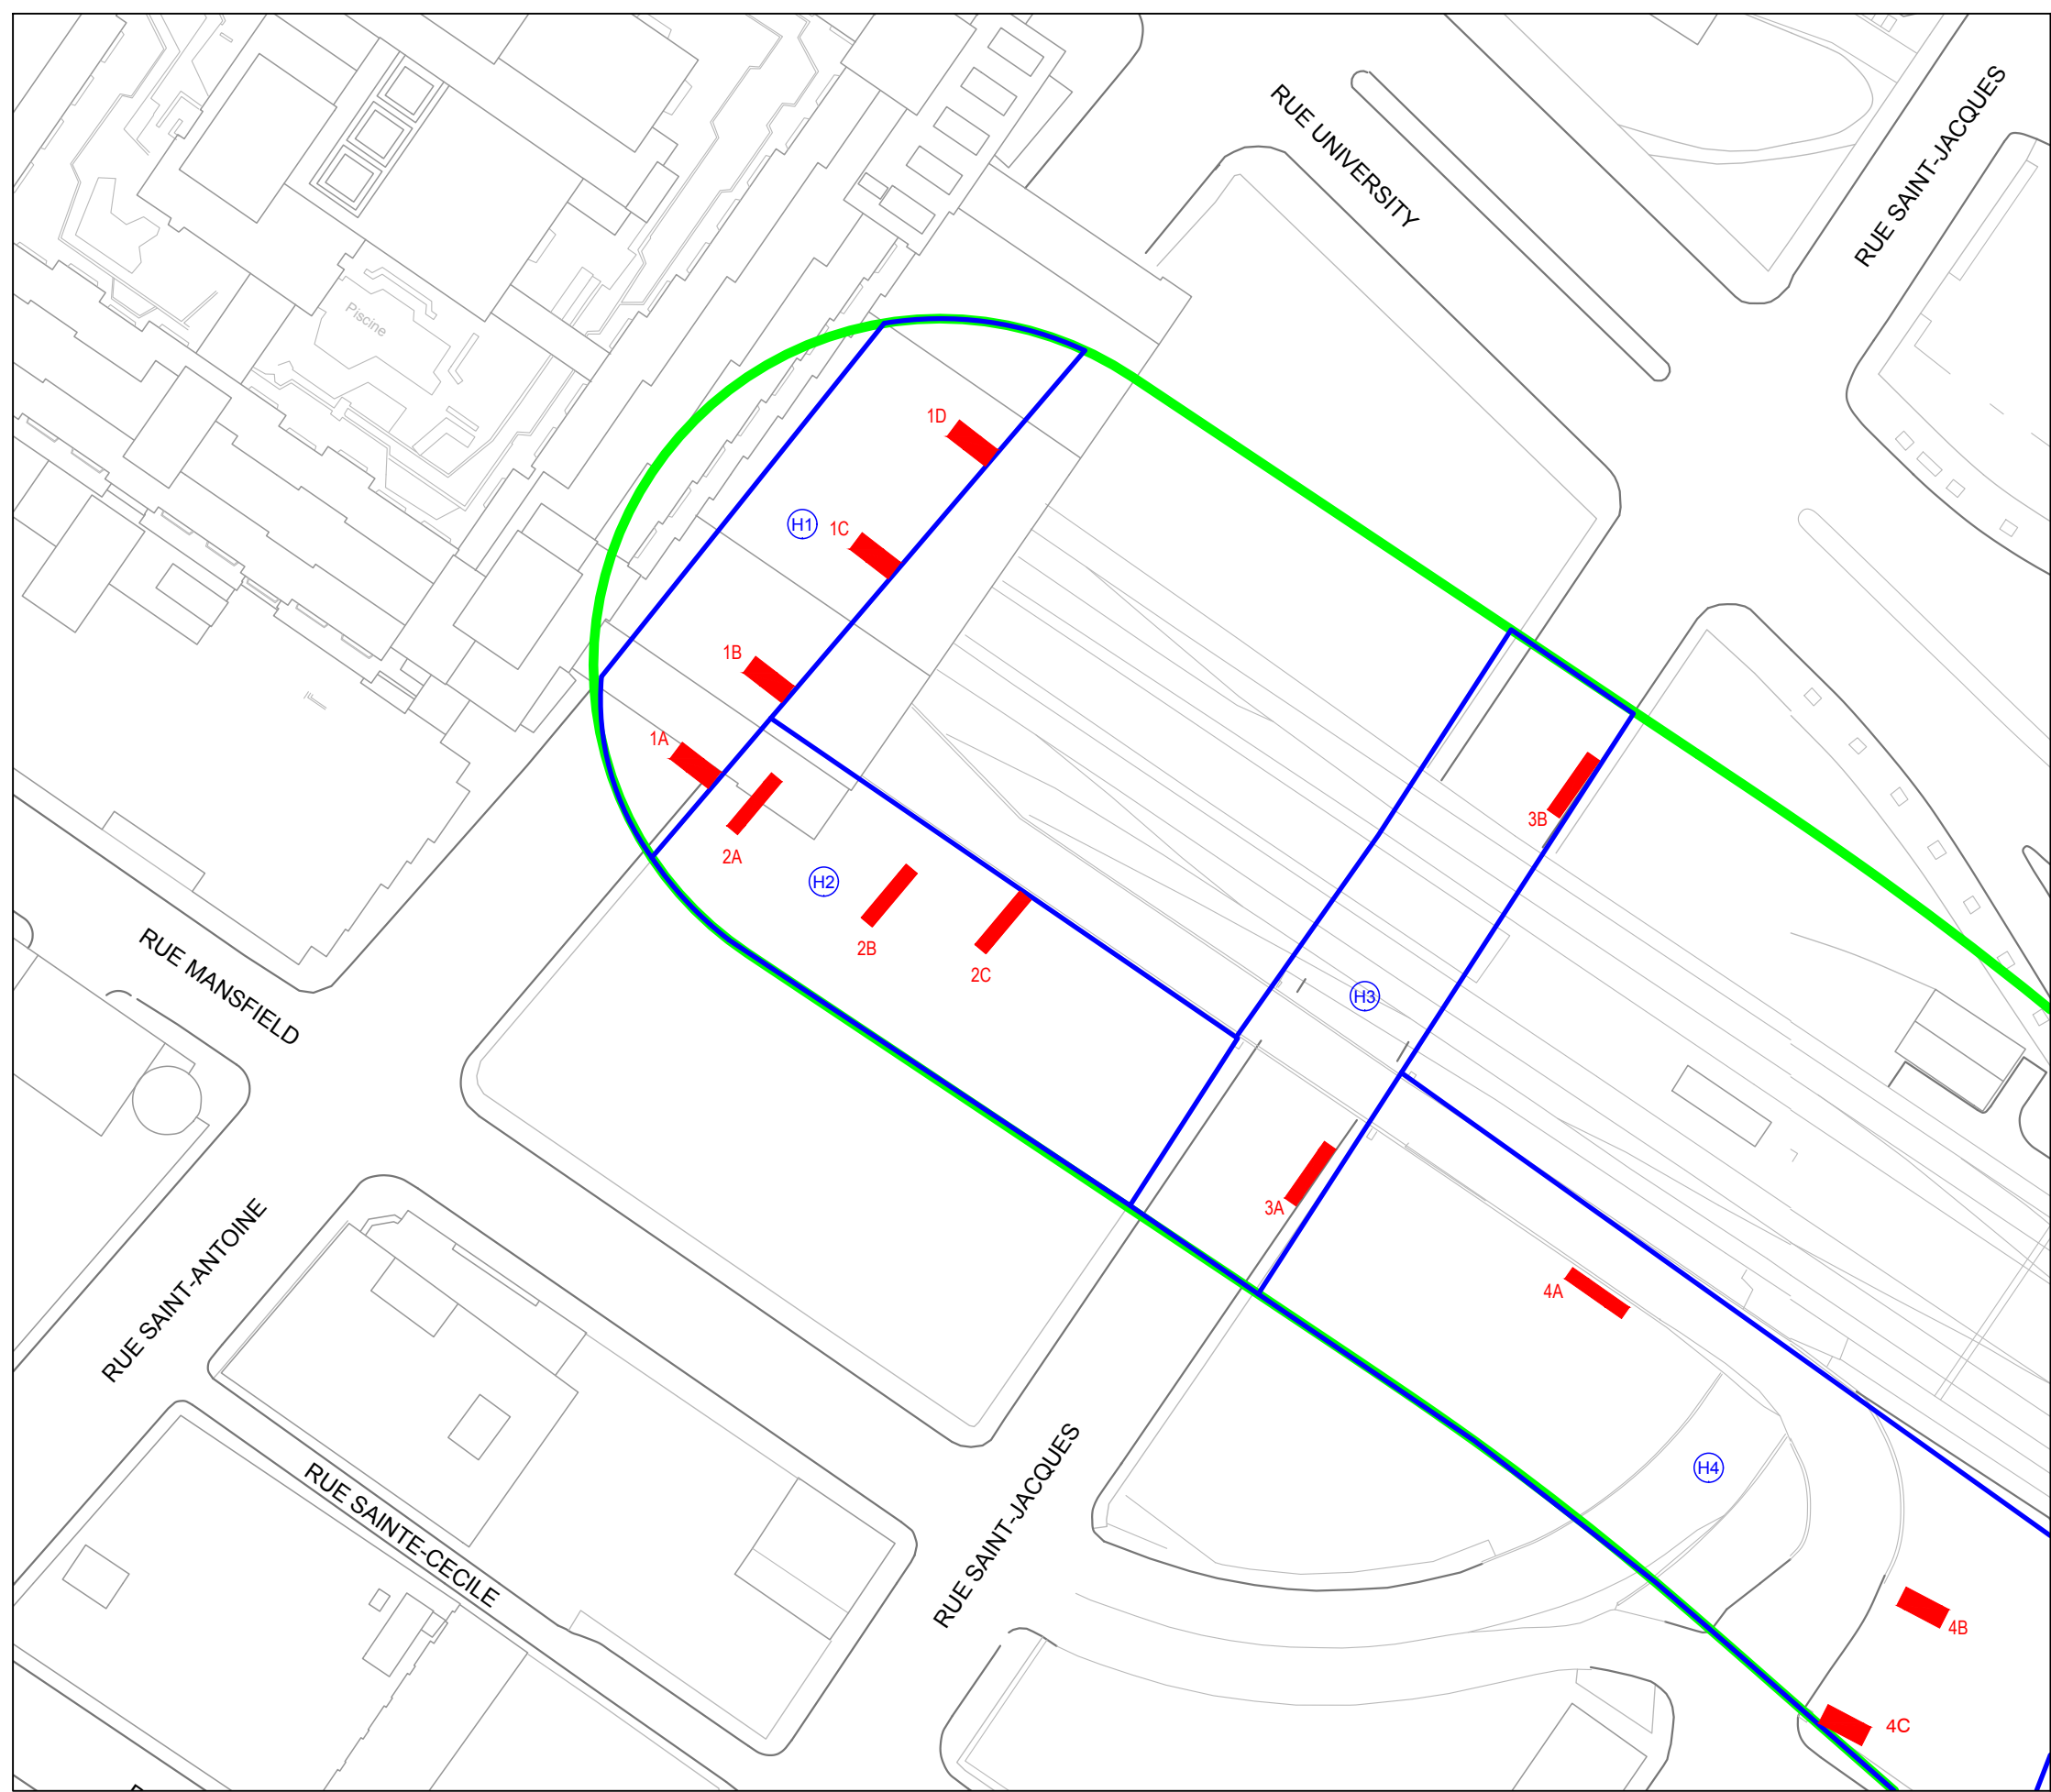 RUE UNIVERSITY
RUE SAINT-JACQUES
Piscine
1D
H1
1C
1B
1A
2A
H2
2B
2C
3B
H3
3A
4A
H4
4B
4C
RUE MANSFIELD
RUE SAINT-ANTOINE
RUE SAINTE-CECILE
RUE SAINT-JACQUES